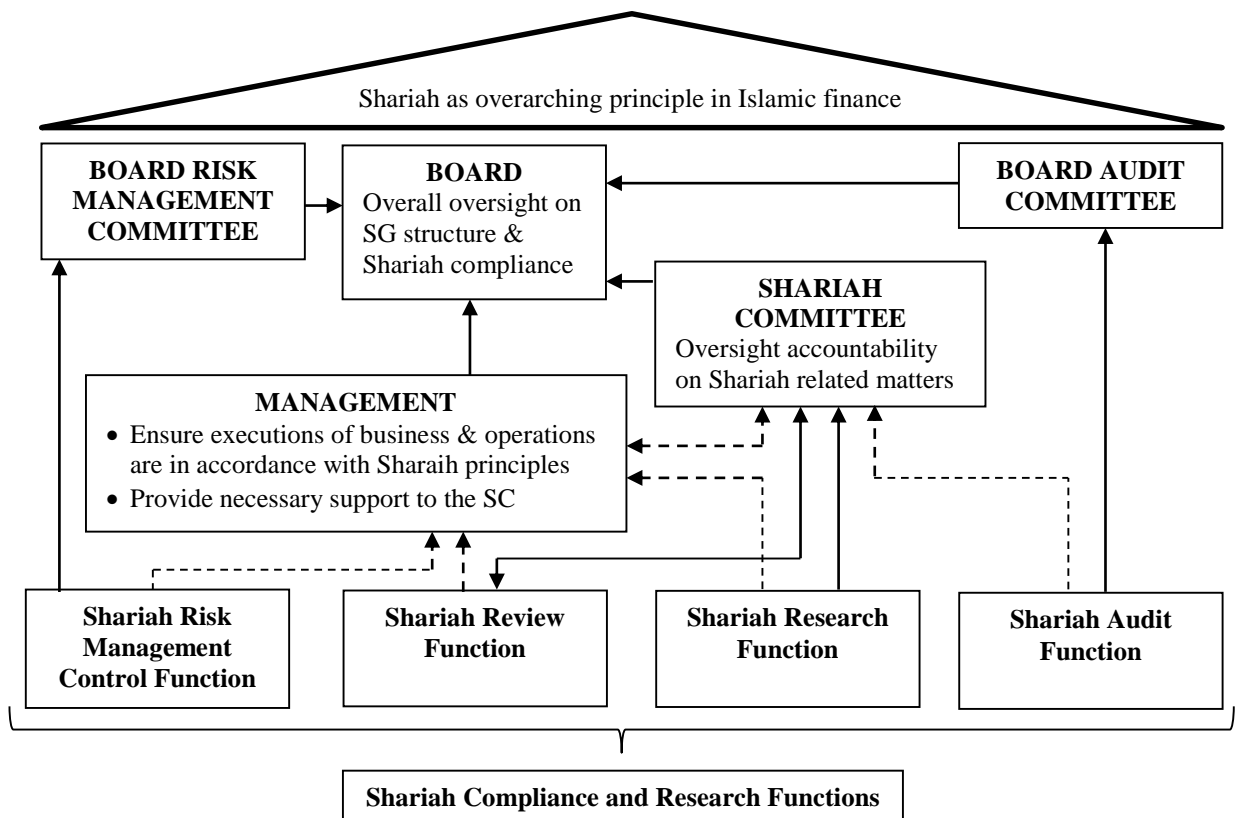 Shariah as overarching principle in Islamic finance
BOARD RISK
MANAGEMENT
COMMITTEE
BOARD
Overall oversight on
SG structure &
Shariah compliance
BOARD AUDIT
COMMITTEE
SHARIAH
COMMITTEE
Oversight accountability
on Shariah related matters
MANAGEMENT
• Ensure executions of business & operations
are in accordance with Sharaih principles
• Provide necessary support to the SC
Shariah Risk
Management
Control Function
Shariah Review
Function
Shariah Research
Function
Shariah Audit
Function
Shariah Compliance and Research Functions